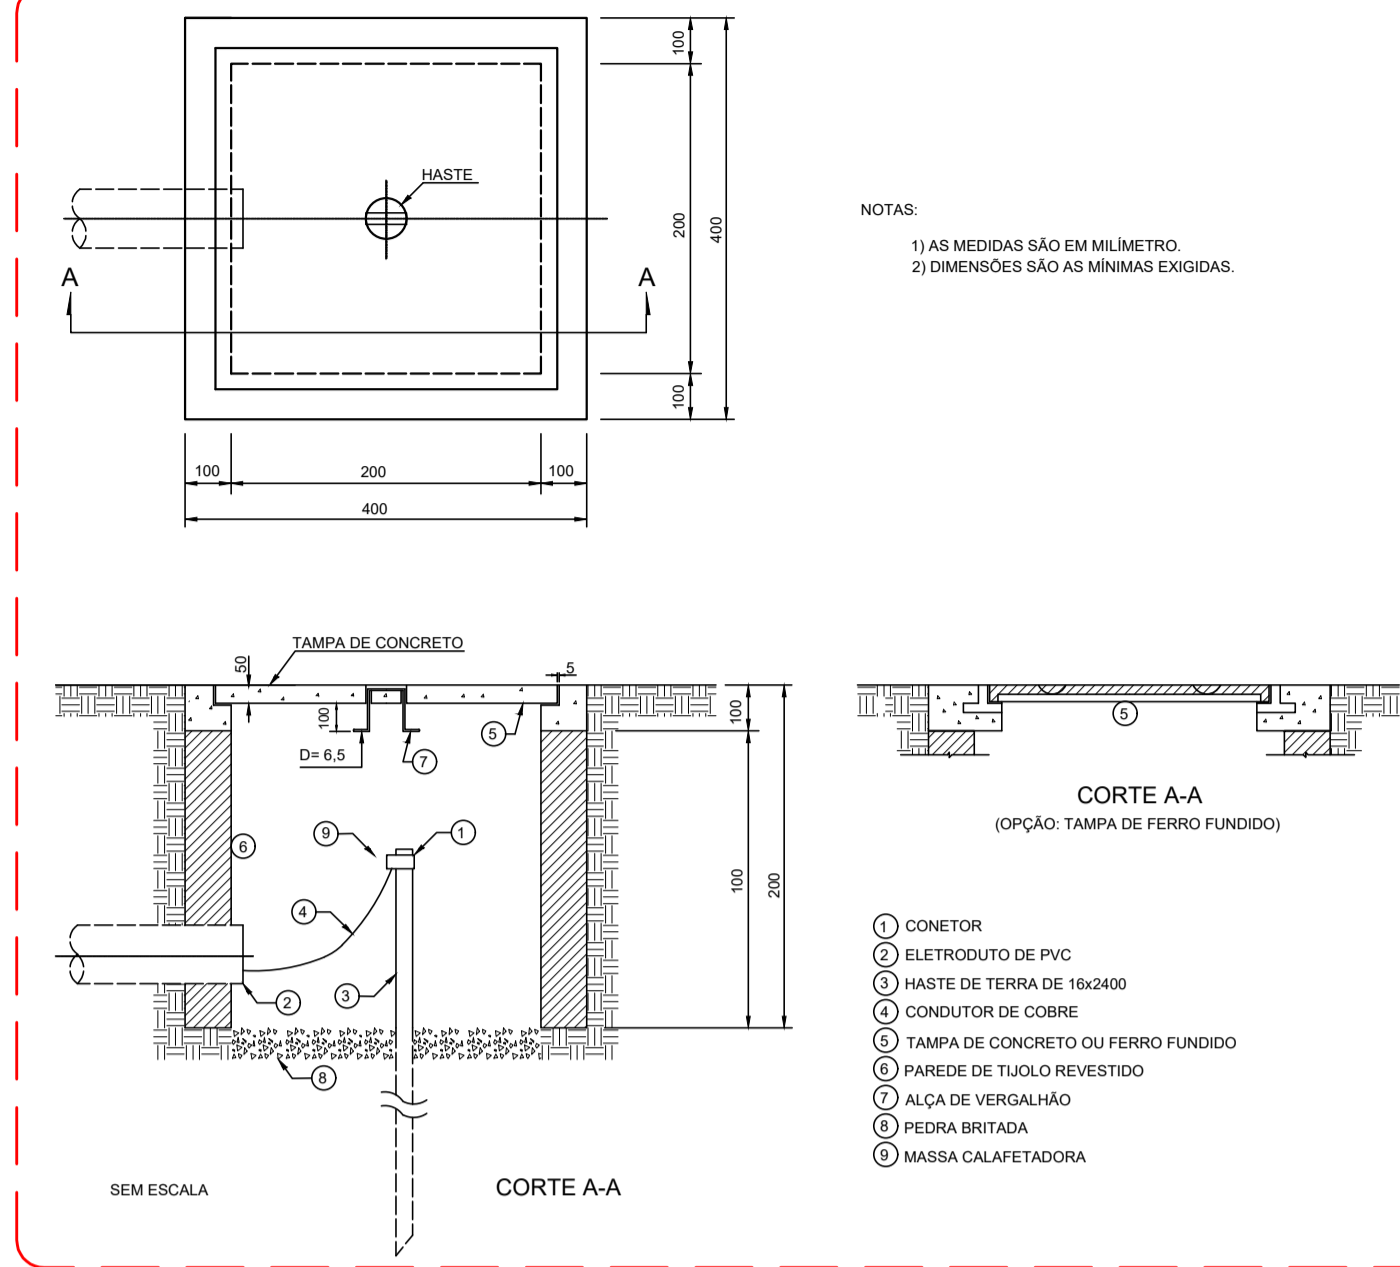 100
HASTE
200
400
NOTAS:
1) AS MEDIDAS SÃO EM MILÍMETRO.
2) DIMENSÕES SÃO AS MÍNIMAS EXIGIDAS.
A
A
100
100
200
100
400
TAMPA DE CONCRETO
50
5
100
100
5
5
D= 6,5
7
CORTE A-A
(OPÇÃO: TAMPA DE FERRO FUNDIDO)
9
1
6
100
200
4
2
3
8
1 CONETOR
2 ELETRODUTO DE PVC
3 HASTE DE TERRA DE 16x2400
4 CONDUTOR DE COBRE
5 TAMPA DE CONCRETO OU FERRO FUNDIDO
6 PAREDE DE TIJOLO REVESTIDO
7 ALÇA DE VERGALHÃO
8 PEDRA BRITADA
9 MASSA CALAFETADORA
SEM ESCALA
CORTE A-A